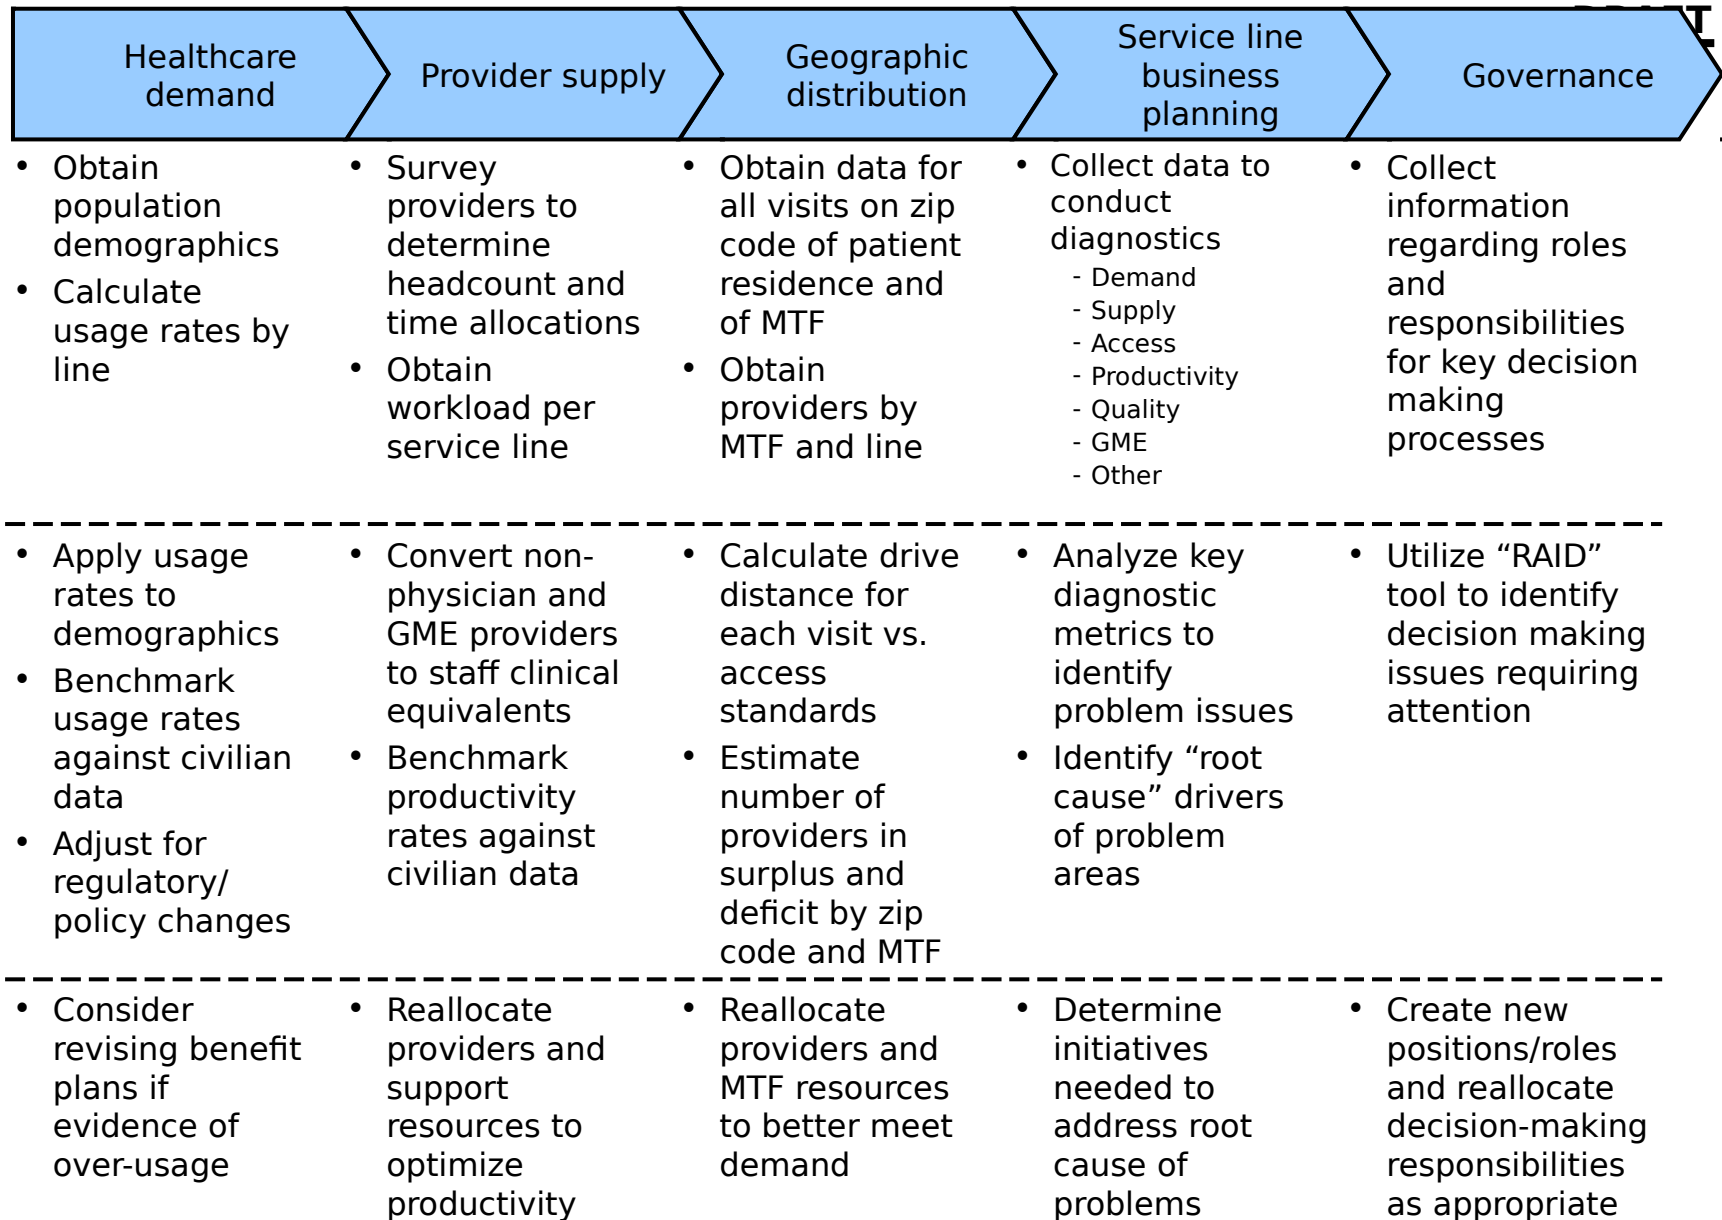 Healthcare
demand
Provider supply
Geographic
distribution
Service line
business
planning
Governance
• Obtain
population
demographics
• Calculate
usage rates by
line
• Survey
providers to
determine
headcount and
time allocations
• Obtain
workload per
service line
• Obtain data for
all visits on zip
code of patient
residence and
of MTF
• Obtain
providers by
MTF and line
• Collect data to
conduct
diagnostics
- Demand
- Supply
- Access
- Productivity
- Quality
- GME
- Other
• Collect
information
regarding roles
and
responsibilities
for key decision
making
processes
• Apply usage
rates to
demographics
• Benchmark
usage rates
against civilian
data
• Adjust for
regulatory/
policy changes
• Convert non-
physician and
GME providers
to staff clinical
equivalents
• Benchmark
productivity
rates against
civilian data
• Calculate drive
distance for
each visit vs.
access
standards
• Estimate
number of
providers in
surplus and
deficit by zip
code and MTF
• Analyze key
diagnostic
metrics to
identify
problem issues
• Identify “root
cause” drivers
of problem
areas
• Utilize “RAID”
tool to identify
decision making
issues requiring
attention
• Consider
revising benefit
plans if
evidence of
over-usage
• Reallocate
providers and
support
resources to
optimize
productivity
• Reallocate
providers and
MTF resources
to better meet
demand
• Determine
initiatives
needed to
address root
cause of
problems
• Create new
positions/roles
and reallocate
decision-making
responsibilities
as appropriate